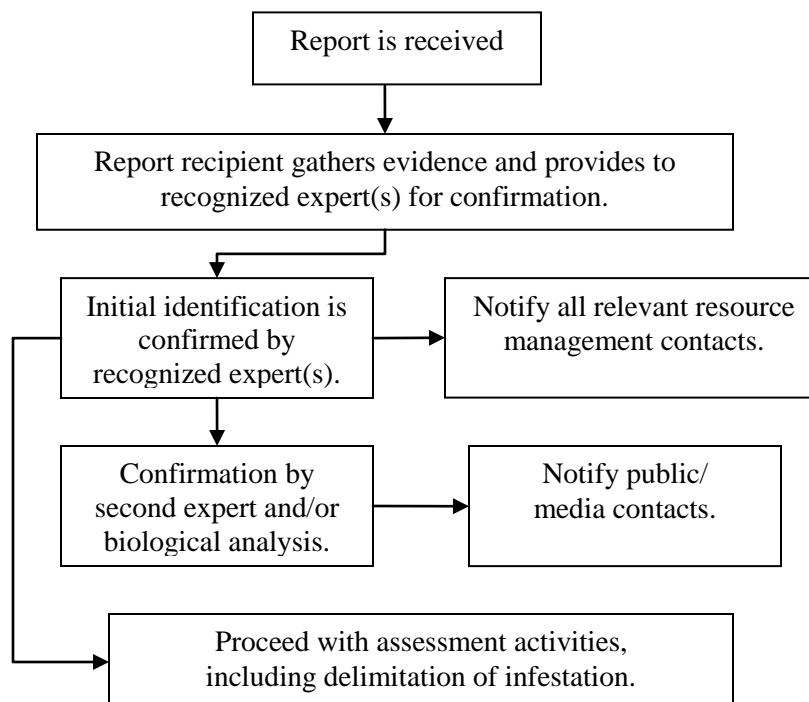 Report is received
Report recipient gathers evidence and provides to
recognized expert(s) for confirmation.
Initial identification is
confirmed by
recognized expert(s).
Notify all relevant resource
management contacts.
Confirmation by
second expert and/or
biological analysis.
Notify public/
media contacts.
Proceed with assessment activities,
including delimitation of infestation.